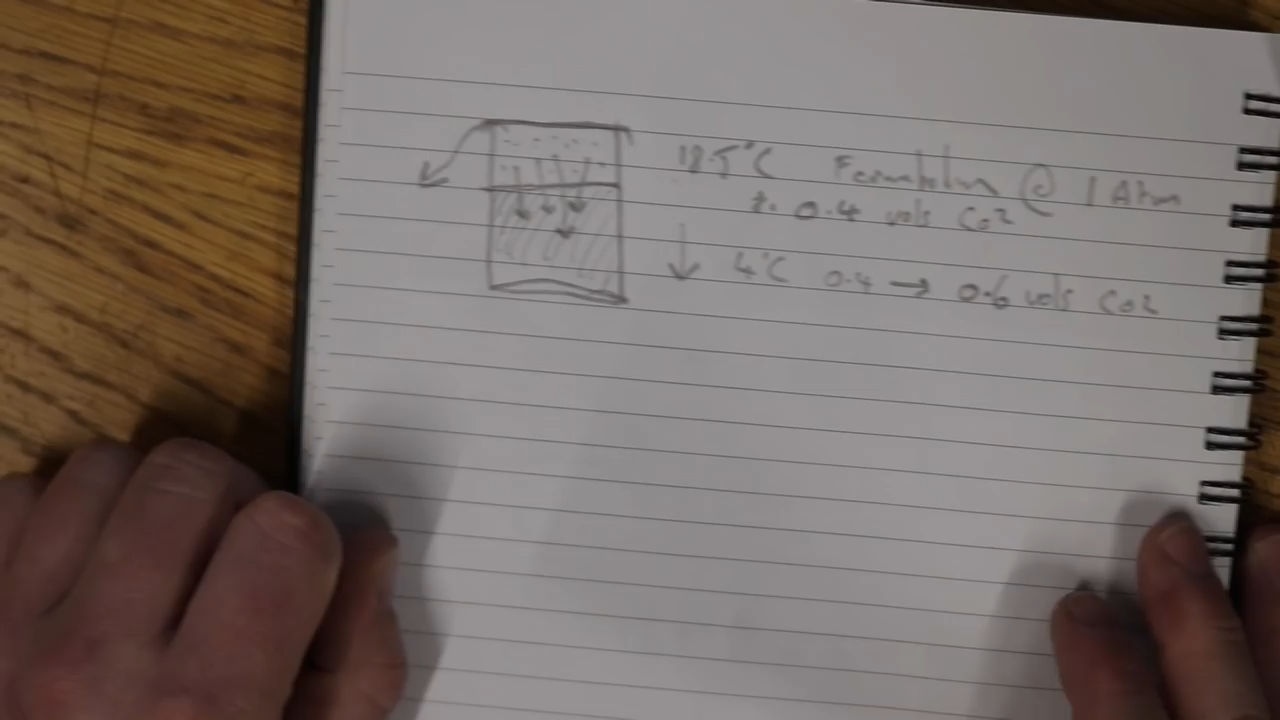 18.5°C Fermentation @ 1 Atm
0.4 vols CO2
↓ 4°C 0.4 → 0.6 vols CO2